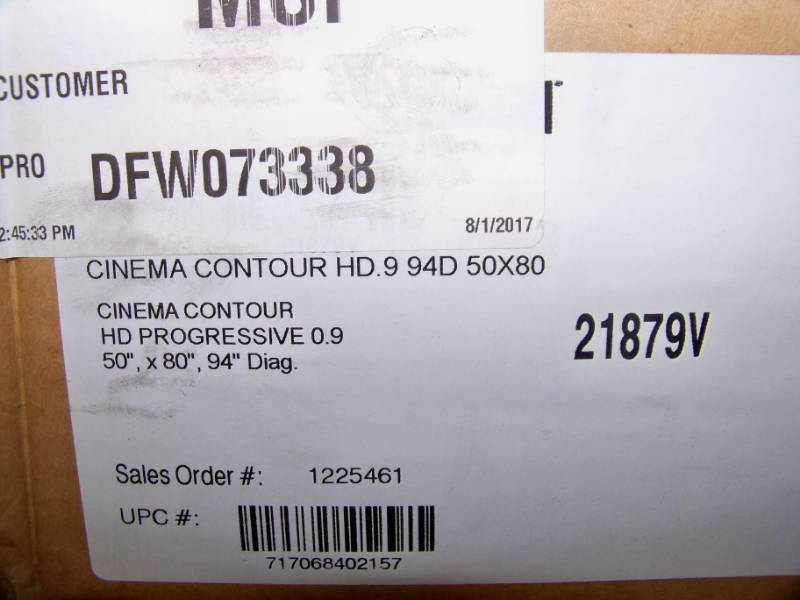 CUSTOMER
PRO DFW073338
2:45:33 PM 8/1/2017
CINEMA CONTOUR HD.9 94D 50X80
CINEMA CONTOUR
HD PROGRESSIVE 0.9
50", x 80", 94" Diag.
21879V
Sales Order #: 1225461
UPC #:
717068402157